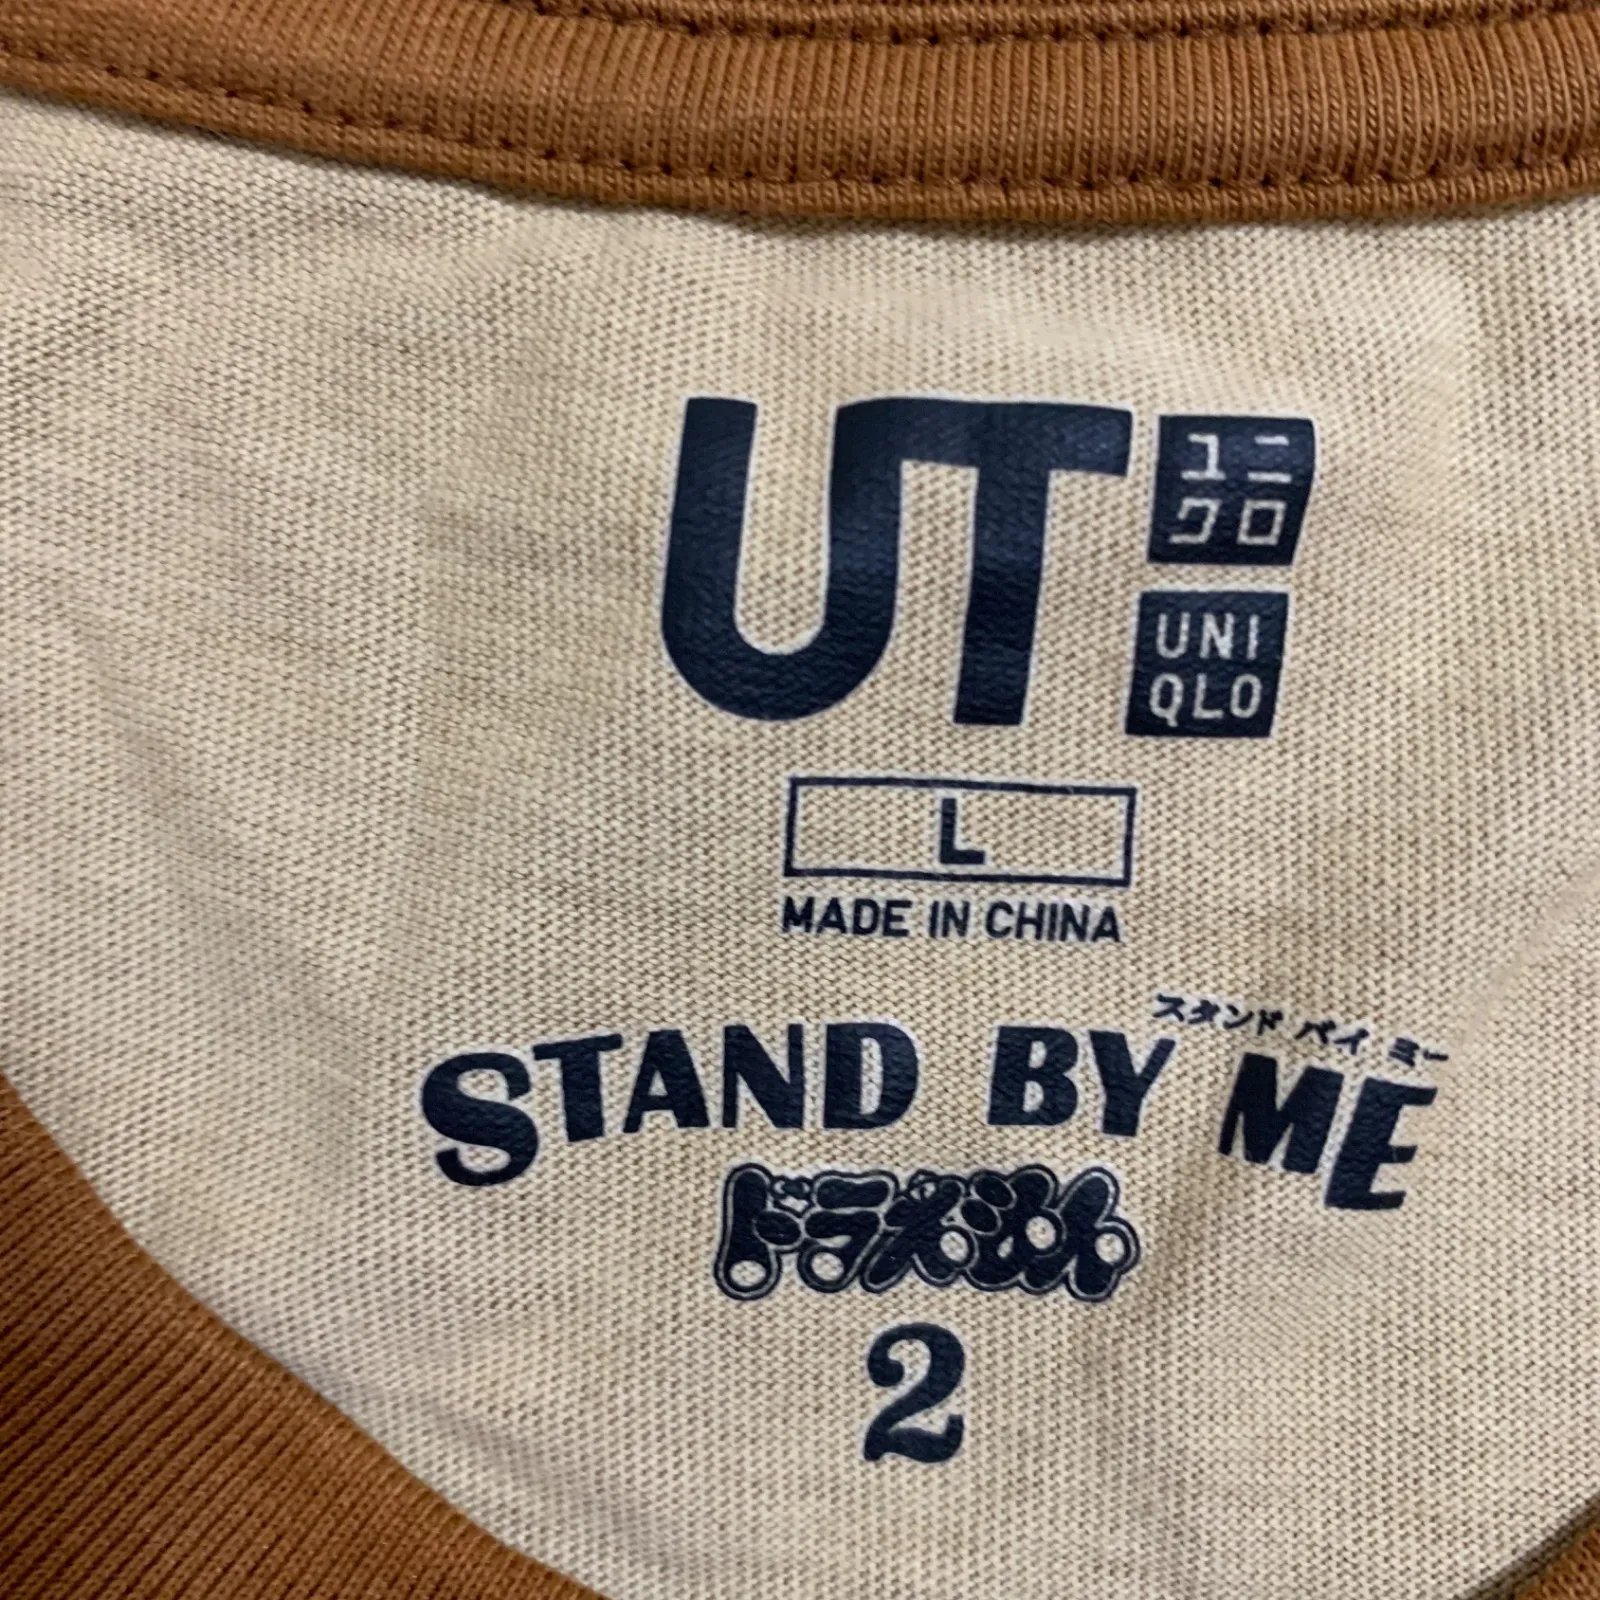 UT
ユニ
クロ
UNI
QLO
L
MADE IN CHINA
スタンド バイ ミー
STAND BY ME
ドラえもん
2